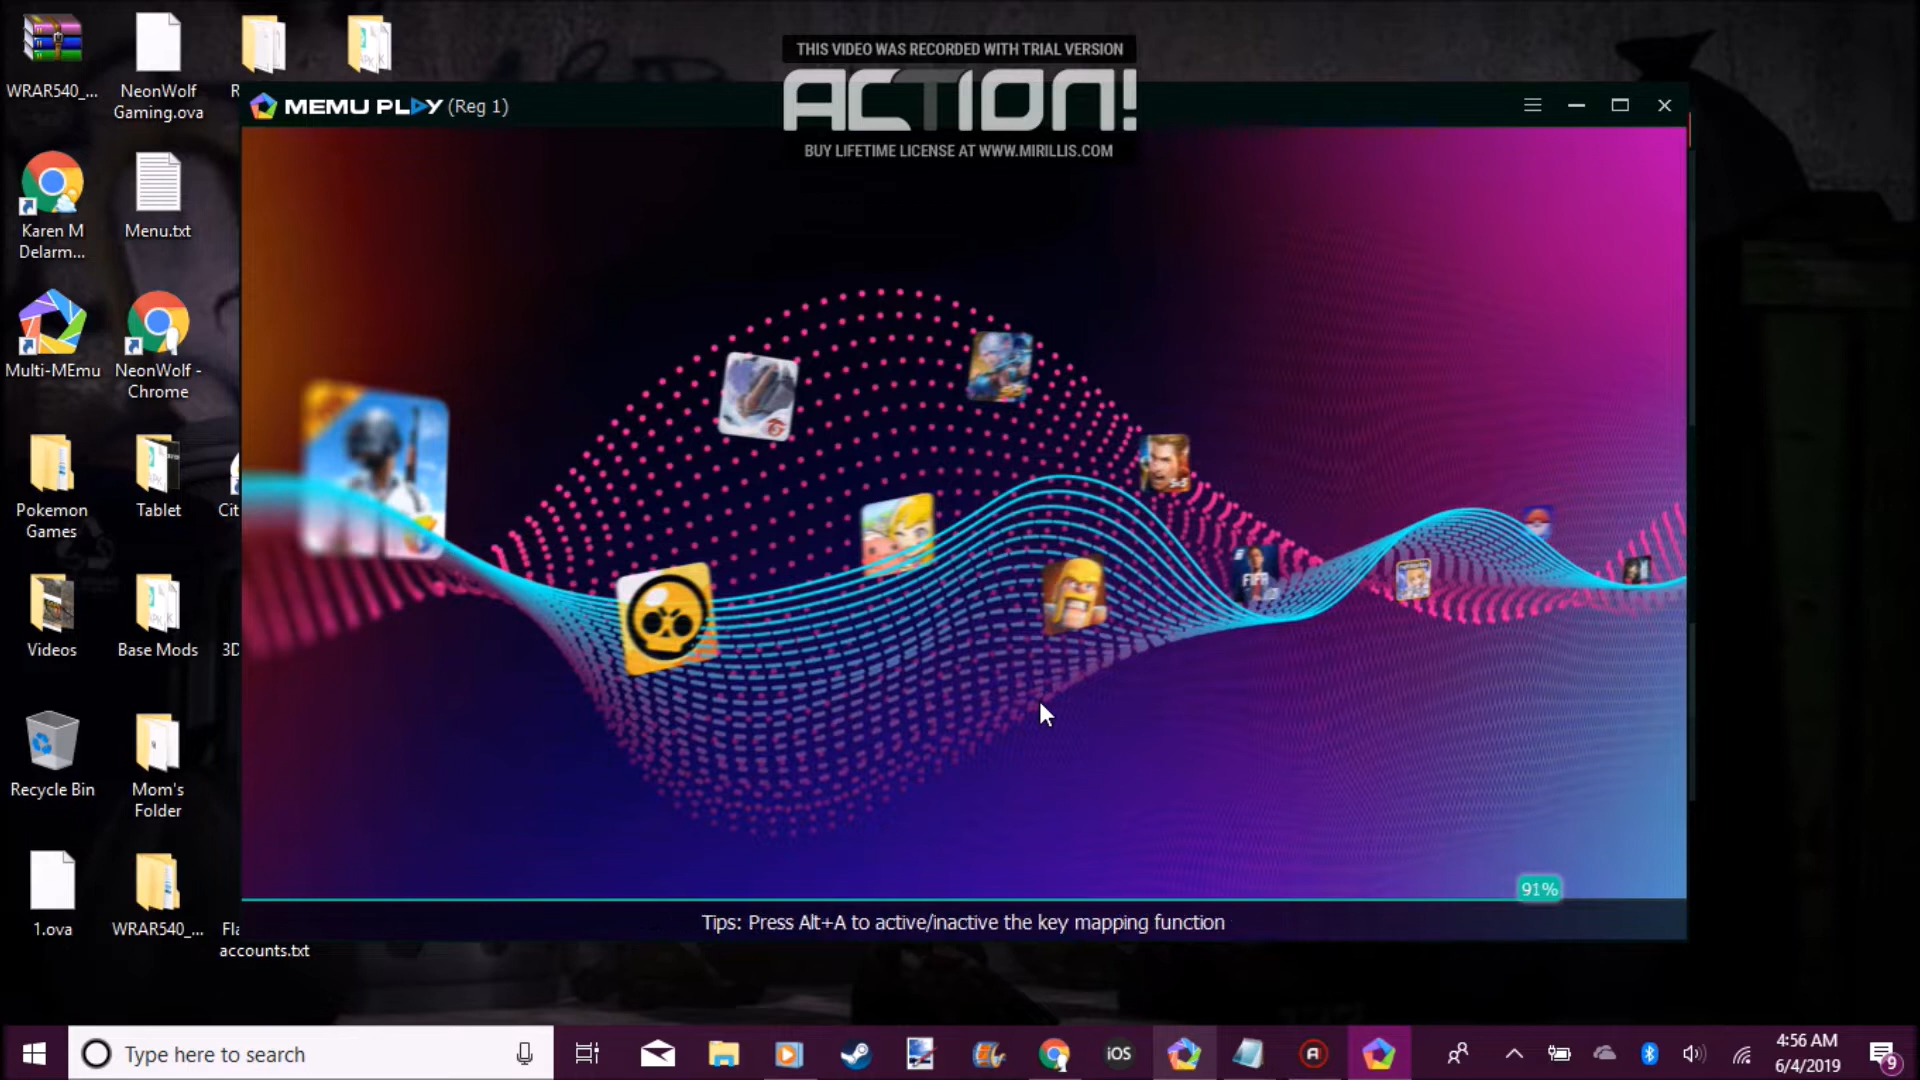 THIS VIDEO WAS RECORDED WITH TRIAL VERSION
ACTION!
BUY LIFETIME LICENSE AT WWW.MIRILLIS.COM
MEMU PLAY (Reg 1)
WRAR540_...
NeonWolf
Gaming.ova
R
Karen M
Delarm...
Menu.txt
Multi-MEmu
NeonWolf -
Chrome
Pokemon
Games
Tablet
Cit
Videos
Base Mods
3D
Recycle Bin
Mom's
Folder
1.ova
WRAR540_...
Fla
accounts.txt
FIFA
5v5
91%
Tips: Press Alt+A to active/inactive the key mapping function
Type here to search
iOS
4:56 AM
6/4/2019
9